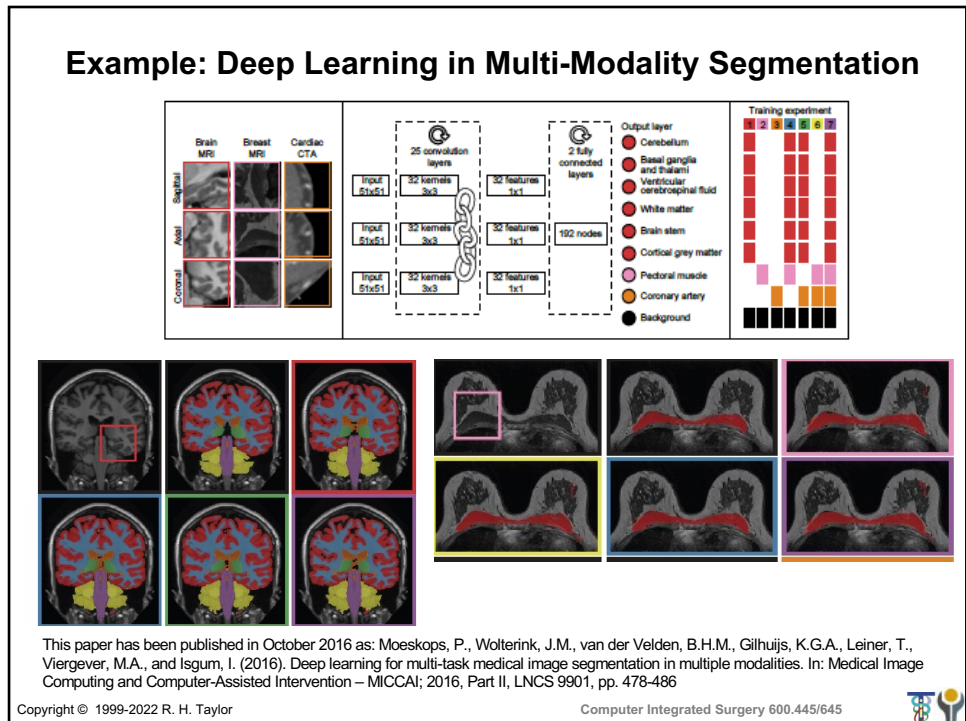 Example: Deep Learning in Multi-Modality Segmentation
Brain MRI
Breast MRI
Cardiac CTA
Sagittal
Axial
Coronal
25 convolution layers
2 fully connected layers
Input 51x51
32 kernels 3x3
32 features 1x1
Input 51x51
32 kernels 3x3
32 features 1x1
192 nodes
Input 51x51
32 kernels 3x3
32 features 1x1
Output layer
Cerebellum
Basal ganglia and thalami
Ventricular cerebrospinal fluid
White matter
Brain stem
Cortical grey matter
Pectoral muscle
Coronary artery
Background
Training experiment
1 2 3 4 5 6 7
This paper has been published in October 2016 as: Moeskops, P., Wolterink, J.M., van der Velden, B.H.M., Gilhuijs, K.G.A., Leiner, T.,
Viergever, M.A., and Isgum, I. (2016). Deep learning for multi-task medical image segmentation in multiple modalities. In: Medical Image
Computing and Computer-Assisted Intervention – MICCAI; 2016, Part II, LNCS 9901, pp. 478-486
Copyright © 1999-2022 R. H. Taylor
Computer Integrated Surgery 600.445/645